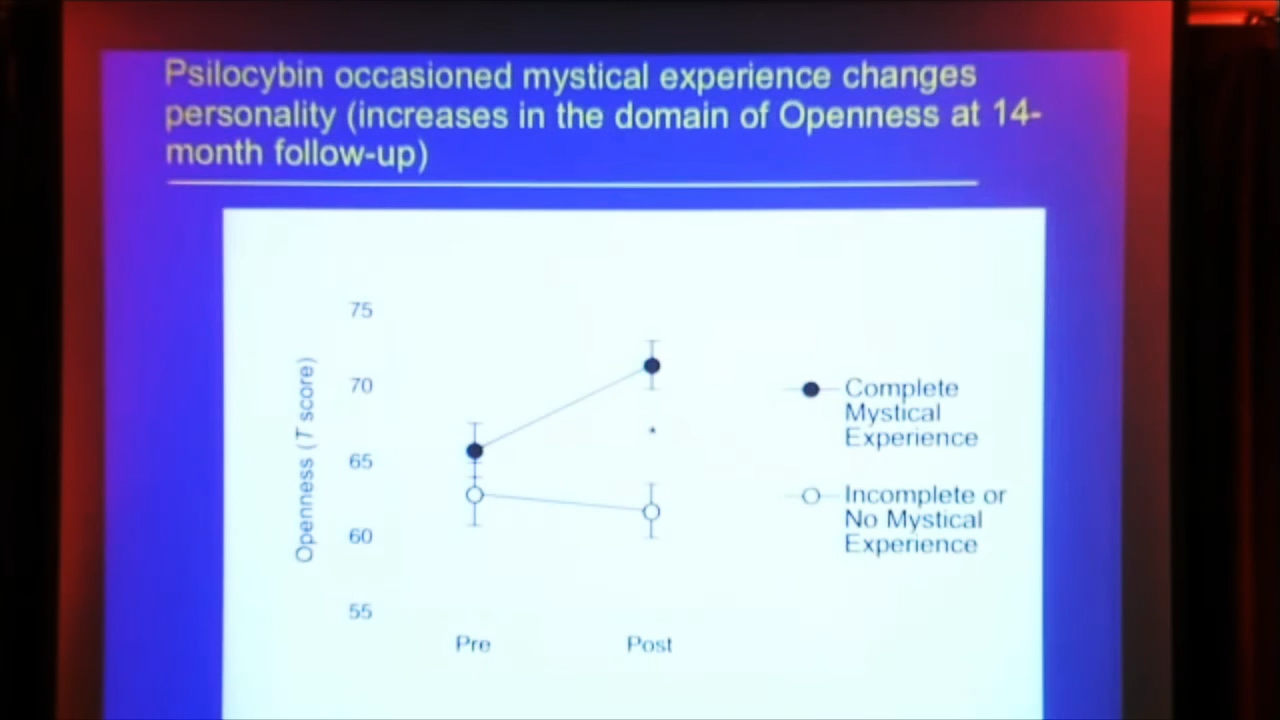 Psilocybin occasioned mystical experience changes
personality (increases in the domain of Openness at 14-
month follow-up)
75
70
65
60
55
Openness (T score)
Pre
Post
*
Complete
Mystical
Experience
Incomplete or
No Mystical
Experience